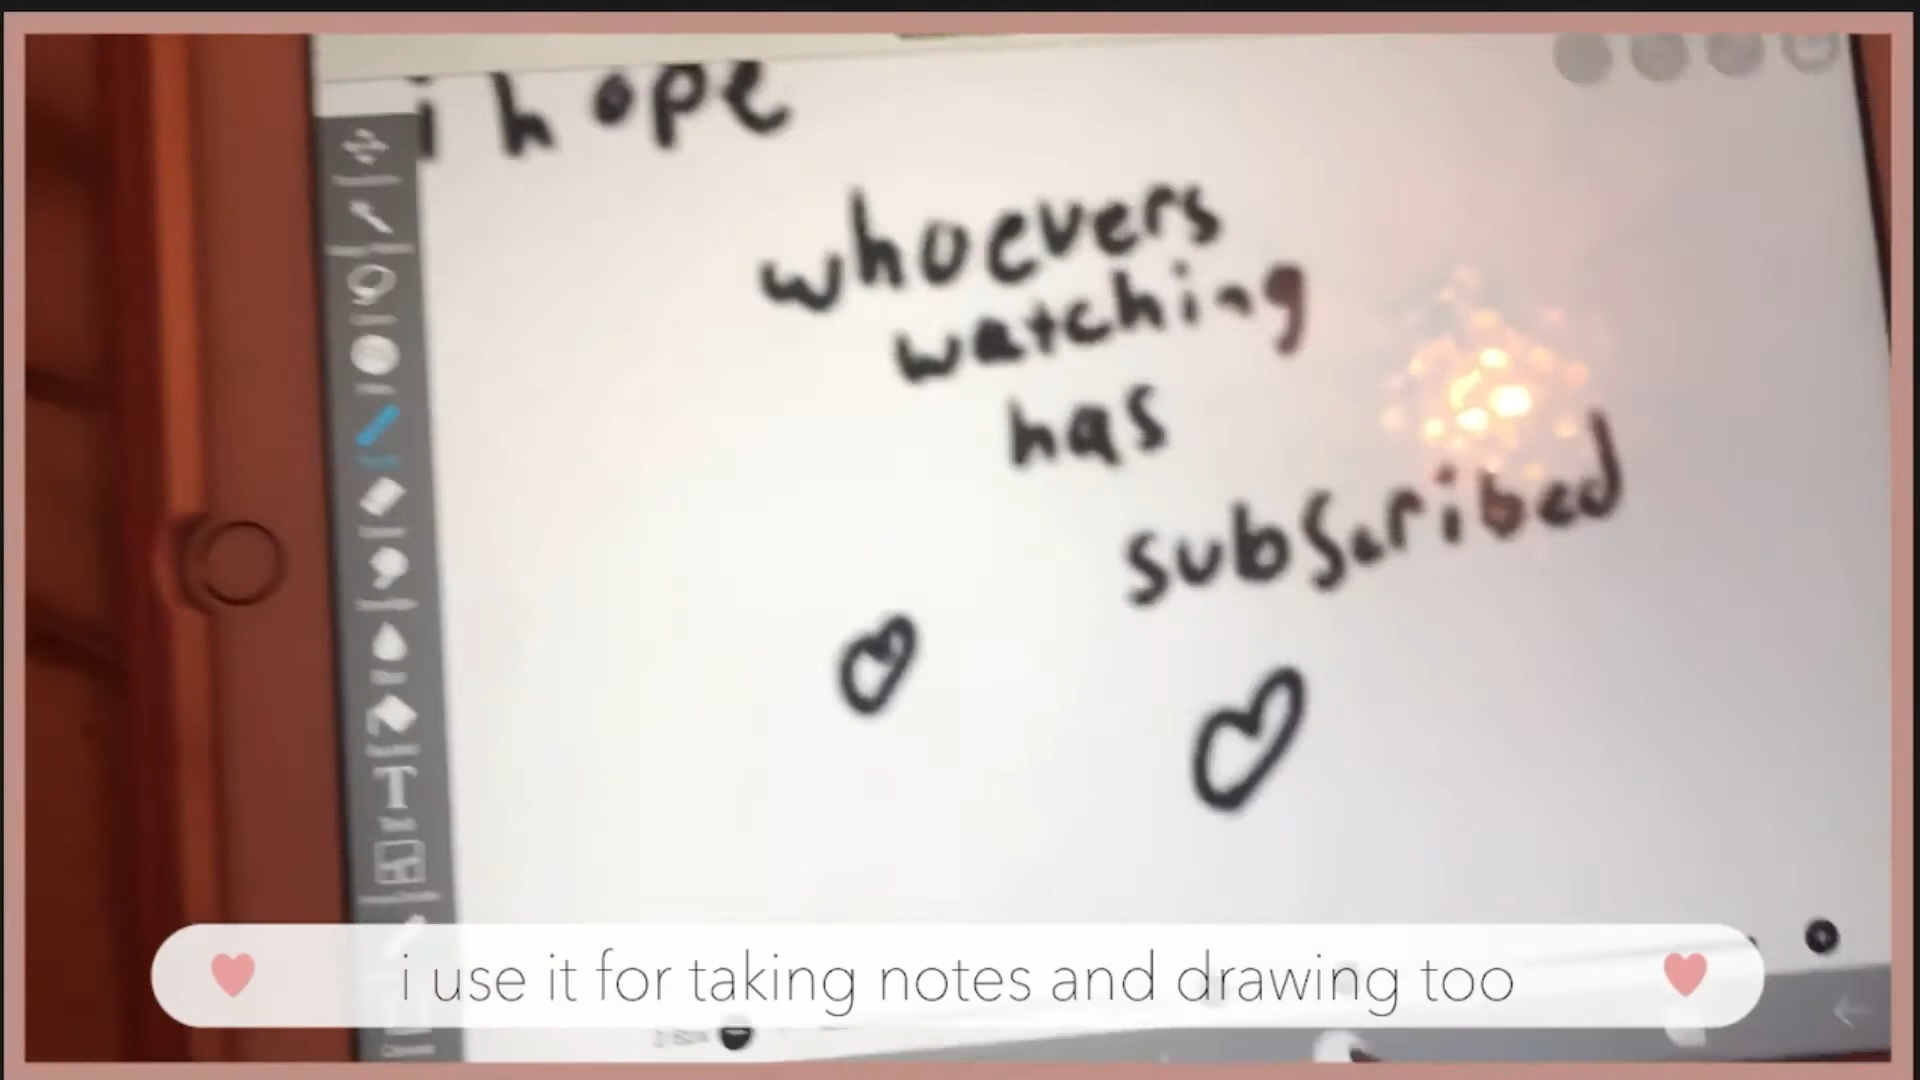 i hope
whoevers
watching
has
subscribed
T
i use it for taking notes and drawing too